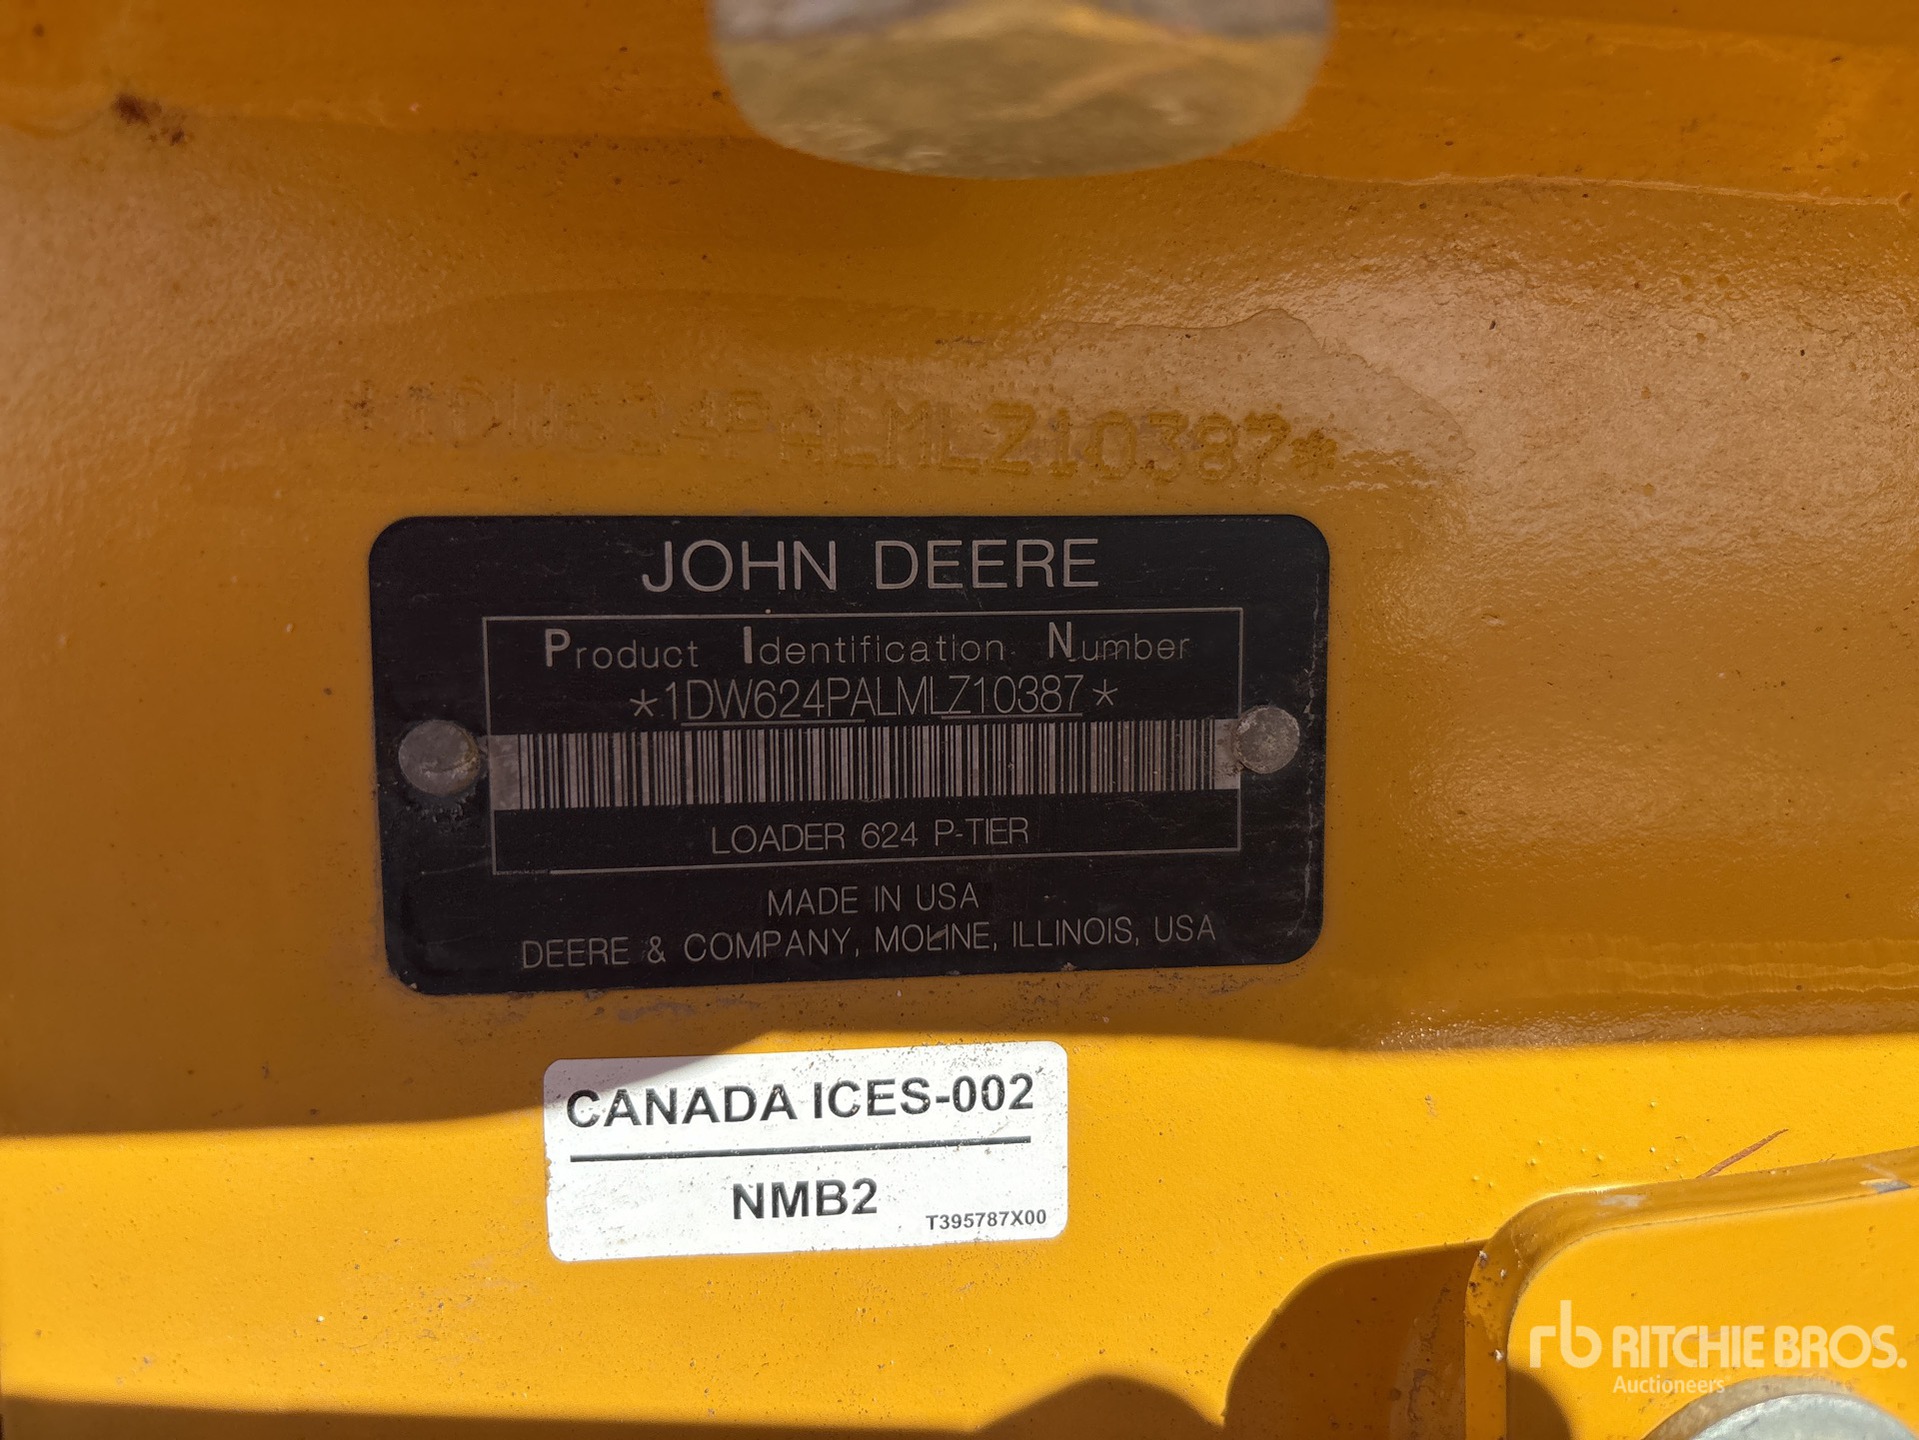 *1DW624PALMLZ10387*
JOHN DEERE
Product Identification Number
*1DW624PALMLZ10387*
LOADER 624 P-TIER
MADE IN USA
DEERE & COMPANY, MOLINE, ILLINOIS, USA
CANADA ICES-002
NMB2
T395787X00
rb RITCHIE BROS.
Auctioneers